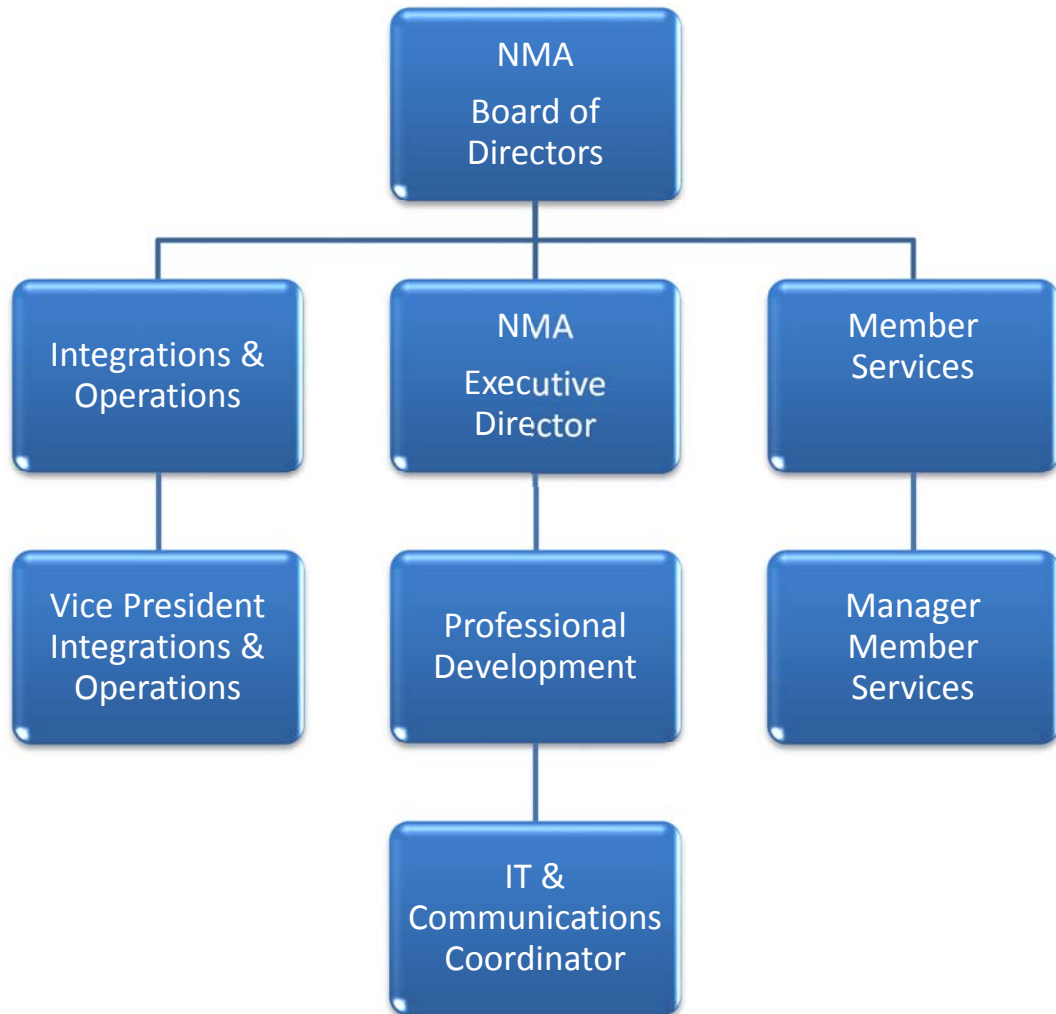 NMA
Board of
Directors
Integrations &
Operations
NMA
Executive
Director
Member
Services
Vice President
Integrations &
Operations
Professional
Development
Manager
Member
Services
IT &
Communications
Coordinator